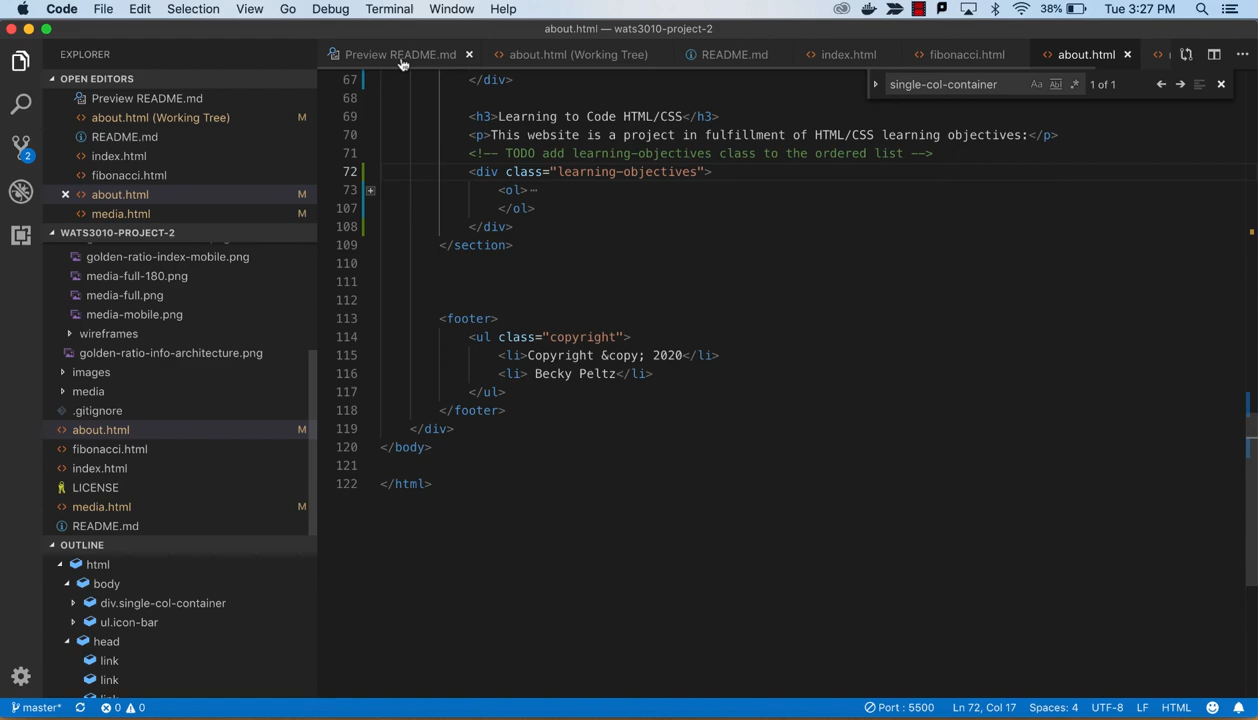 Code File Edit Selection View Go Debug Terminal Window Help 38% Tue 3:27 PM
about.html — wats3010-project-2
EXPLORER
Preview README.md
about.html (Working Tree)
README.md
index.html
fibonacci.html
about.html
OPEN EDITORS
Preview README.md
about.html (Working Tree) M
README.md
index.html
fibonacci.html
about.html M
media.html M
WATS3010-PROJECT-2
golden-ratio-index-mobile.png
media-full-180.png
media-full.png
media-mobile.png
wireframes
golden-ratio-info-architecture.png
images
media
.gitignore
about.html M
fibonacci.html
index.html
LICENSE
media.html M
README.md
OUTLINE
html
body
div.single-col-container
ul.icon-bar
head
link
link
single-col-container Aa Abl .* 1 of 1
67 </div>
68
69 <h3>Learning to Code HTML/CSS</h3>
70 <p>This website is a project in fulfillment of HTML/CSS learning objectives:</p>
71 <!-- TODO add learning-objectives class to the ordered list -->
72 <div class="learning-objectives">
73 <ol>
107 </ol>
108 </div>
109 </section>
110
111
112
113 <footer>
114 <ul class="copyright">
115 <li>Copyright &copy; 2020</li>
116 <li> Becky Peltz</li>
117 </ul>
118 </footer>
119 </div>
120 </body>
121
122 </html>
2
master* 0 0 Port : 5500 Ln 72, Col 17 Spaces: 4 UTF-8 LF HTML